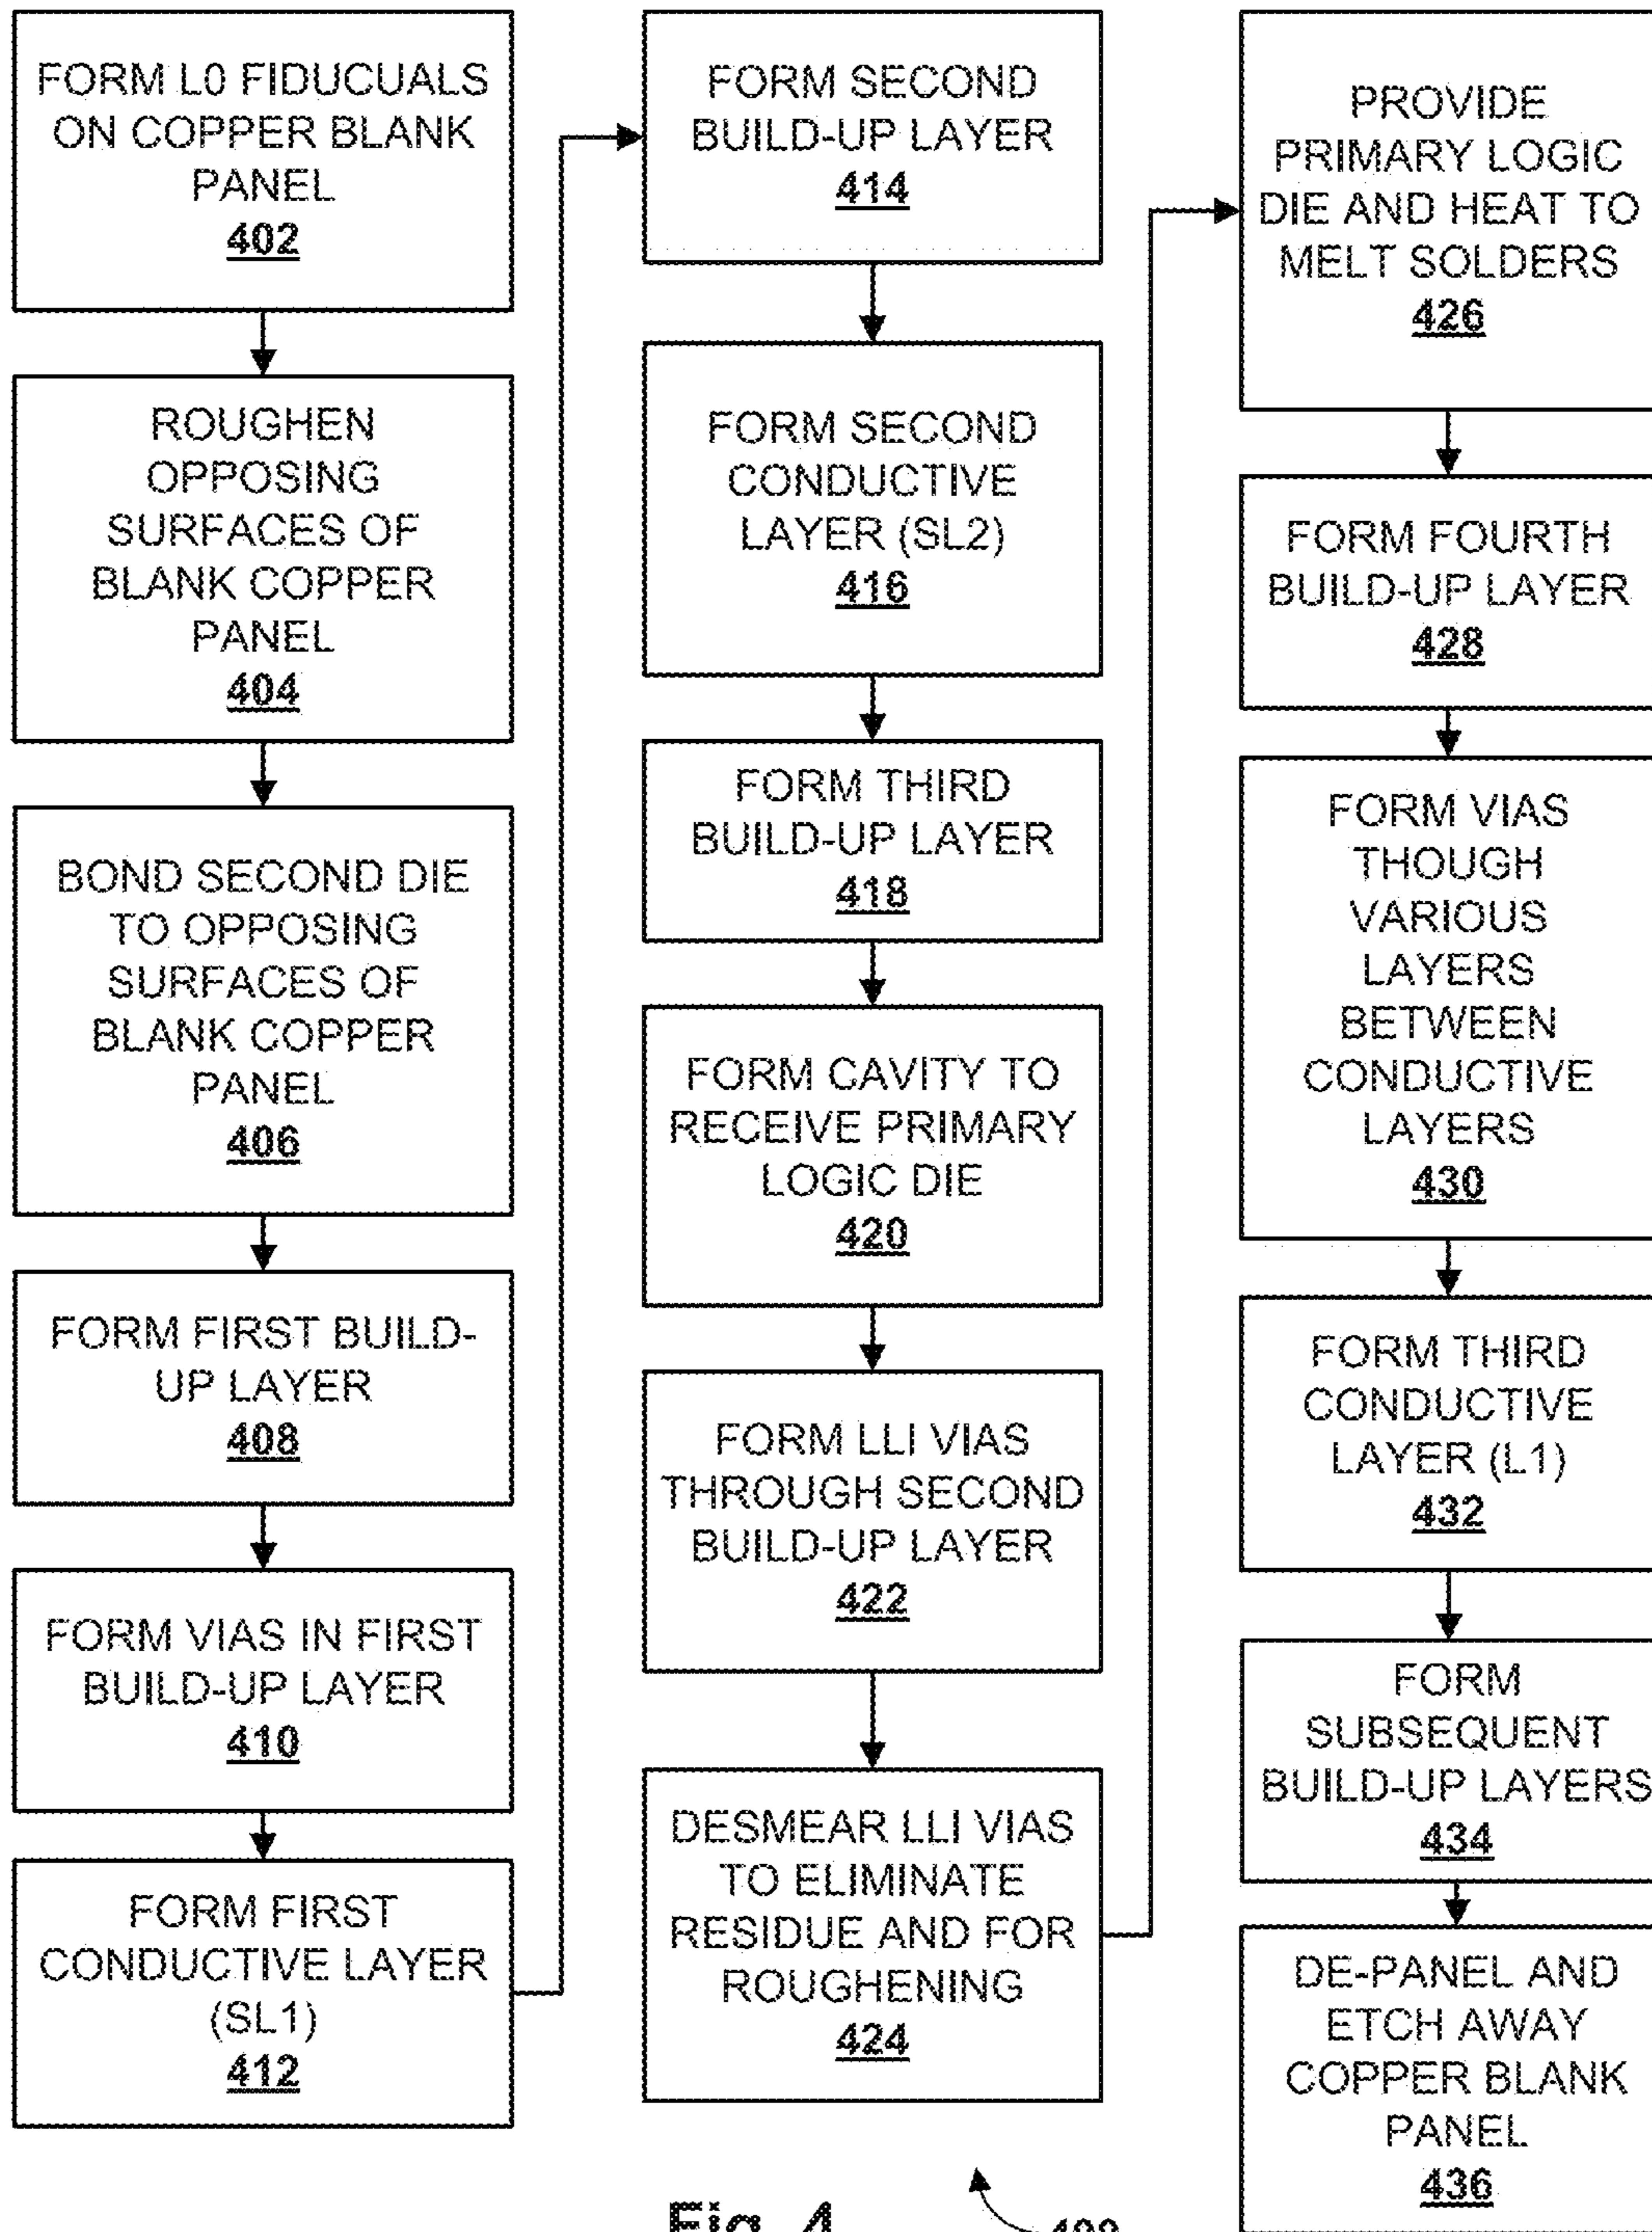 FORM L0 FIDUCUALS
ON COPPER BLANK
PANEL
402
ROUGHEN
OPPOSING
SURFACES OF
BLANK COPPER
PANEL
404
BOND SECOND DIE
TO OPPOSING
SURFACES OF
BLANK COPPER
PANEL
406
FORM FIRST BUILD-
UP LAYER
408
FORM VIAS IN FIRST
BUILD-UP LAYER
410
FORM FIRST
CONDUCTIVE LAYER
(SL1)
412
FORM SECOND
BUILD-UP LAYER
414
FORM SECOND
CONDUCTIVE
LAYER (SL2)
416
FORM THIRD
BUILD-UP LAYER
418
FORM CAVITY TO
RECEIVE PRIMARY
LOGIC DIE
420
FORM LLI VIAS
THROUGH SECOND
BUILD-UP LAYER
422
DESMEAR LLI VIAS
TO ELIMINATE
RESIDUE AND FOR
ROUGHENING
424
PROVIDE
PRIMARY LOGIC
DIE AND HEAT TO
MELT SOLDERS
426
FORM FOURTH
BUILD-UP LAYER
428
FORM VIAS
THOUGH
VARIOUS
LAYERS
BETWEEN
CONDUCTIVE
LAYERS
430
FORM THIRD
CONDUCTIVE
LAYER (L1)
432
FORM
SUBSEQUENT
BUILD-UP LAYERS
434
DE-PANEL AND
ETCH AWAY
COPPER BLANK
PANEL
436
Fig. 4